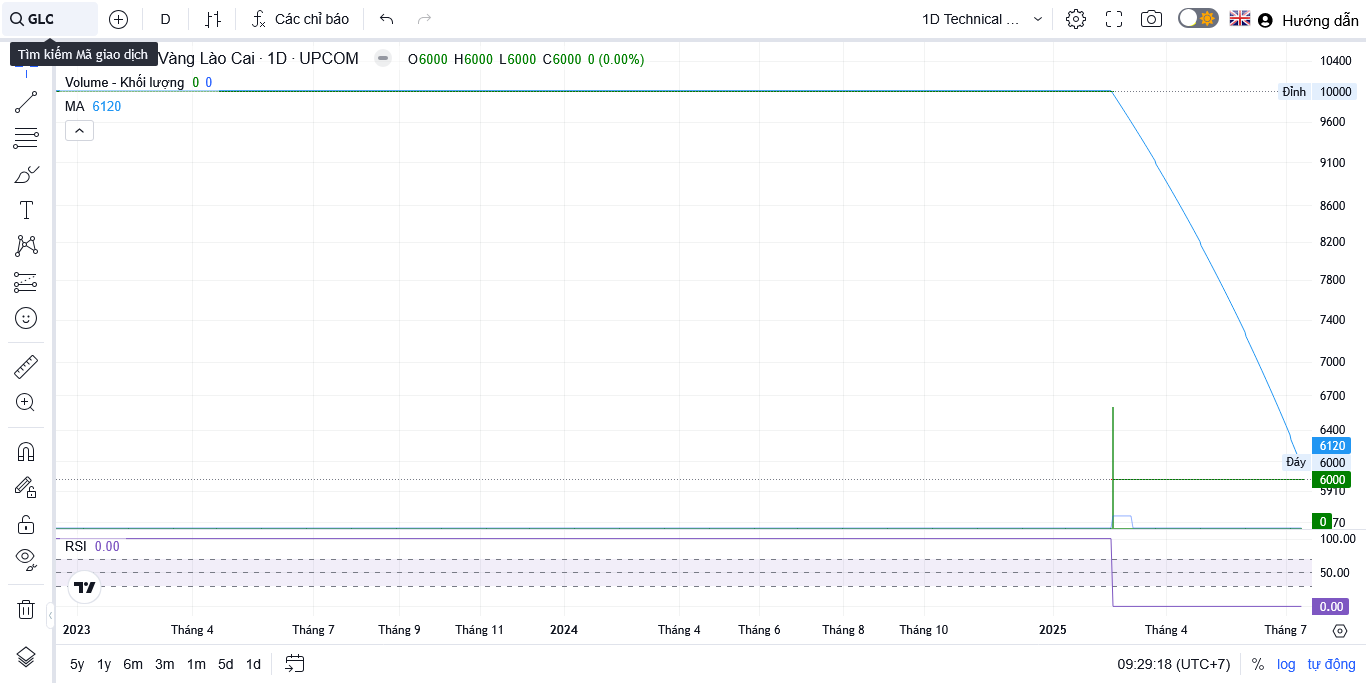 GLC D Các chỉ báo 1D Technical ... Hướng dẫn
Tìm kiếm Mã giao dịch
Vàng Lào Cai · 1D · UPCOM O6000 H6000 L6000 C6000 0 (0.00%)
Volume - Khối lượng 0 0
MA 6120
10400
Đỉnh 10000
9600
9100
8600
8200
7800
7400
7000
6700
6400
6120
Đáy 6000
6000
5910
0
70
RSI 0.00
100.00
50.00
0.00
2023 Tháng 4 Tháng 7 Tháng 9 Tháng 11 2024 Tháng 4 Tháng 6 Tháng 8 Tháng 10 2025 Tháng 4 Tháng 7
5y 1y 6m 3m 1m 5d 1d 09:29:18 (UTC+7) % log tự động